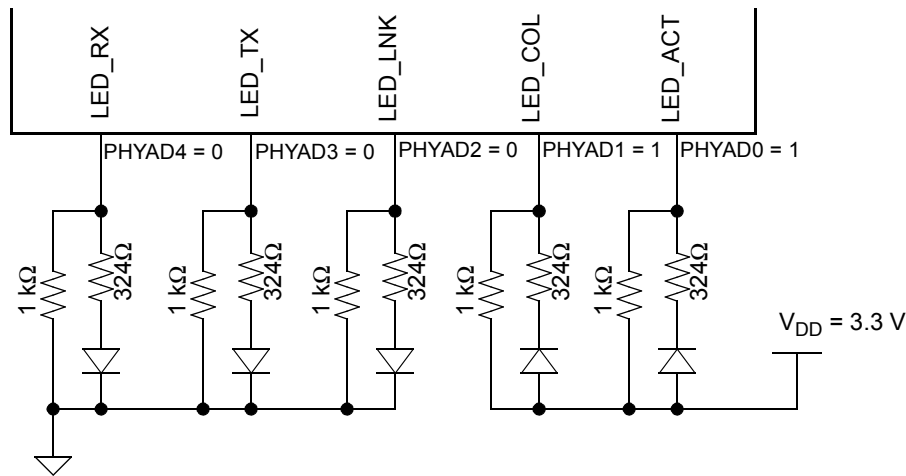 LED_RX
LED_TX
LED_LNK
LED_COL
LED_ACT
PHYAD4 = 0
PHYAD3 = 0
PHYAD2 = 0
PHYAD1 = 1
PHYAD0 = 1
1 kΩ
324Ω
1 kΩ
324Ω
1 kΩ
324Ω
1 kΩ
324Ω
1 kΩ
324Ω
VDD = 3.3 V